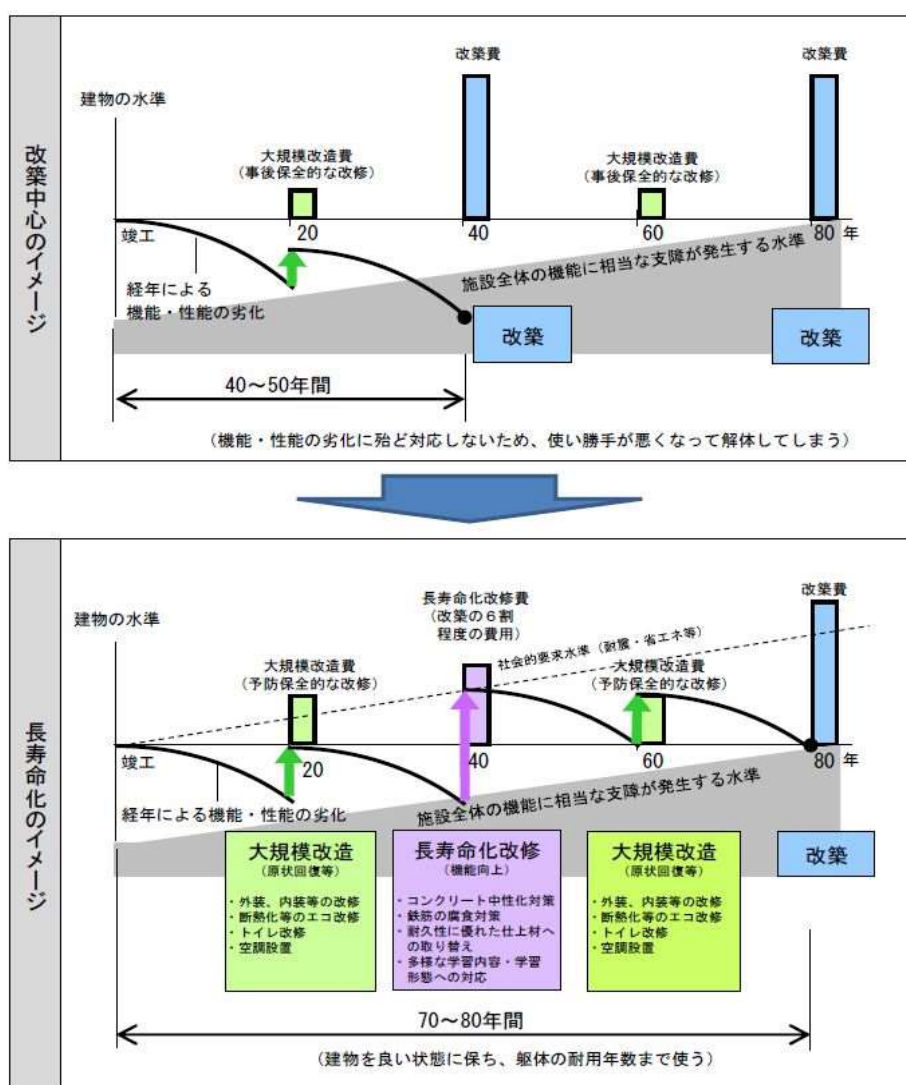 改築中心のイメージ
建物の水準
改築費
改築費
大規模改造費
（事後保全的な改修）
大規模改造費
（事後保全的な改修）
竣工
20
40
60
80 年
経年による
機能・性能の劣化
施設全体の機能に相当な支障が発生する水準
改築
改築
40～50年間
（機能・性能の劣化に殆ど対応しないため、使い勝手が悪くなって解体してしまう）
長寿命化のイメージ
建物の水準
長寿命化改修費
（改築の６割
程度の費用）
改築費
社会的要求水準（耐震・省エネ等）
大規模改造費
（予防保全的な改修）
大規模改造費
（予防保全的な改修）
竣工
20
40
60
80 年
経年による機能・性能の劣化
施設全体の機能に相当な支障が発生する水準
大規模改造
（原状回復等）
・外装、内装等の改修
・断熱化等のエコ改修
・トイレ改修
・空調設置
長寿命化改修
（機能向上）
・コンクリート中性化対策
・鉄筋の腐食対策
・耐久性に優れた仕上材へ
の取り替え
・多様な学習内容・学習
形態への対応
大規模改造
（原状回復等）
・外装、内装等の改修
・断熱化等のエコ改修
・トイレ改修
・空調設置
改築
70～80年間
（建物を良い状態に保ち、躯体の耐用年数まで使う）